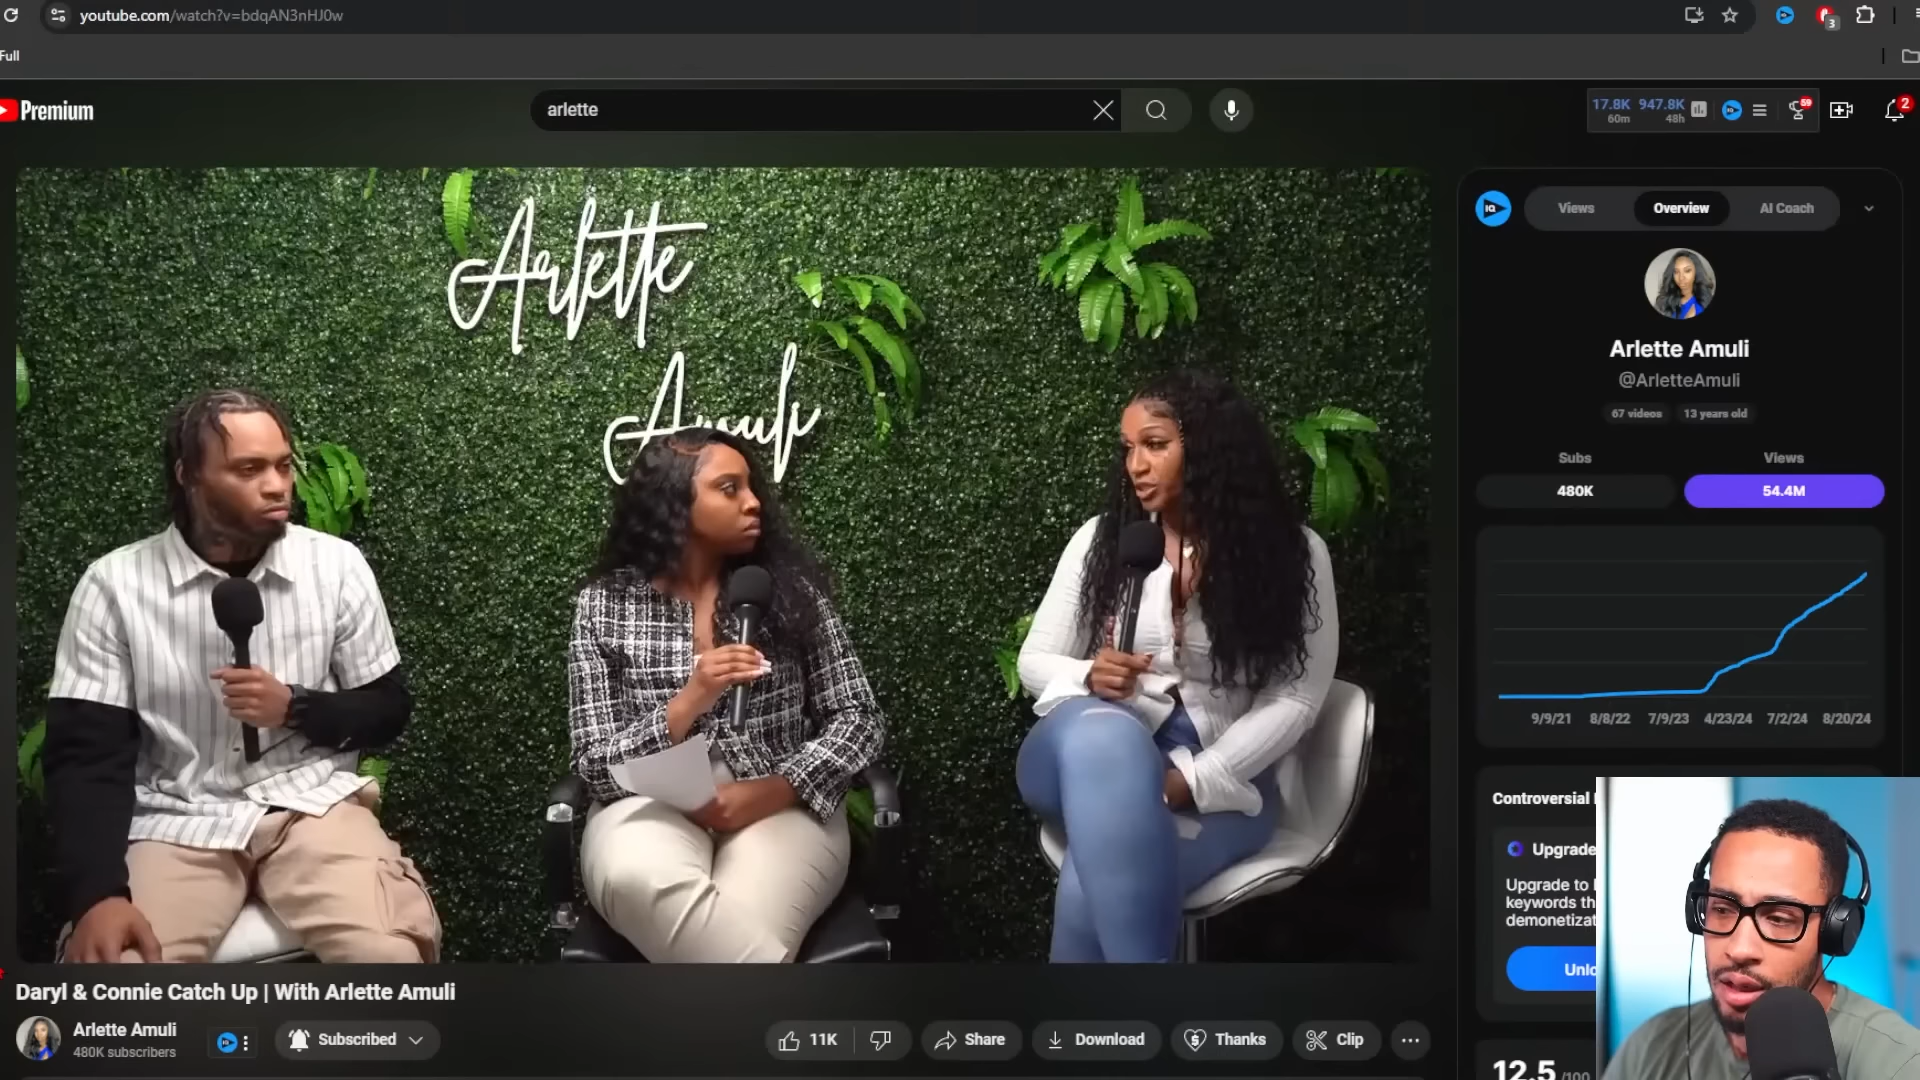 youtube.com/watch?v=bdqAN3nHJ0w
3
Full
Premium
arlette
17.8K 947.8K
60m 48h
59
2
Arlette
Amuli
IQ
Views Overview AI Coach
Arlette Amuli
@ArletteAmuli
67 videos 13 years old
Subs Views
480K 54.4M
9/9/21 8/8/22 7/9/23 4/23/24 7/2/24 8/20/24
Controversial
Upgrade
Upgrade to
keywords
demonetizat
12.5 /100
Daryl & Connie Catch Up | With Arlette Amuli
Arlette Amuli
480K subscribers
Subscribed
11K
Share
Download
Thanks
Clip